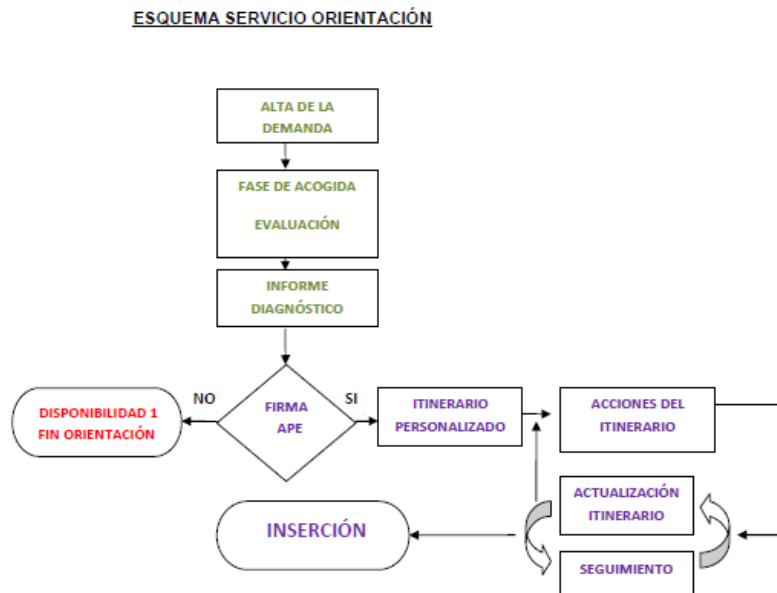 ESQUEMA SERVICIO ORIENTACIÓN
ALTA DE LA
DEMANDA
FASE DE ACOGIDA
EVALUACIÓN
INFORME
DIAGNÓSTICO
NO
SI
DISPONIBILIDAD 1
FIN ORIENTACIÓN
FIRMA
APE
ITINERARIO
PERSONALIZADO
ACCIONES DEL
ITINERARIO
ACTUALIZACIÓN
ITINERARIO
INSERCIÓN
SEGUIMIENTO